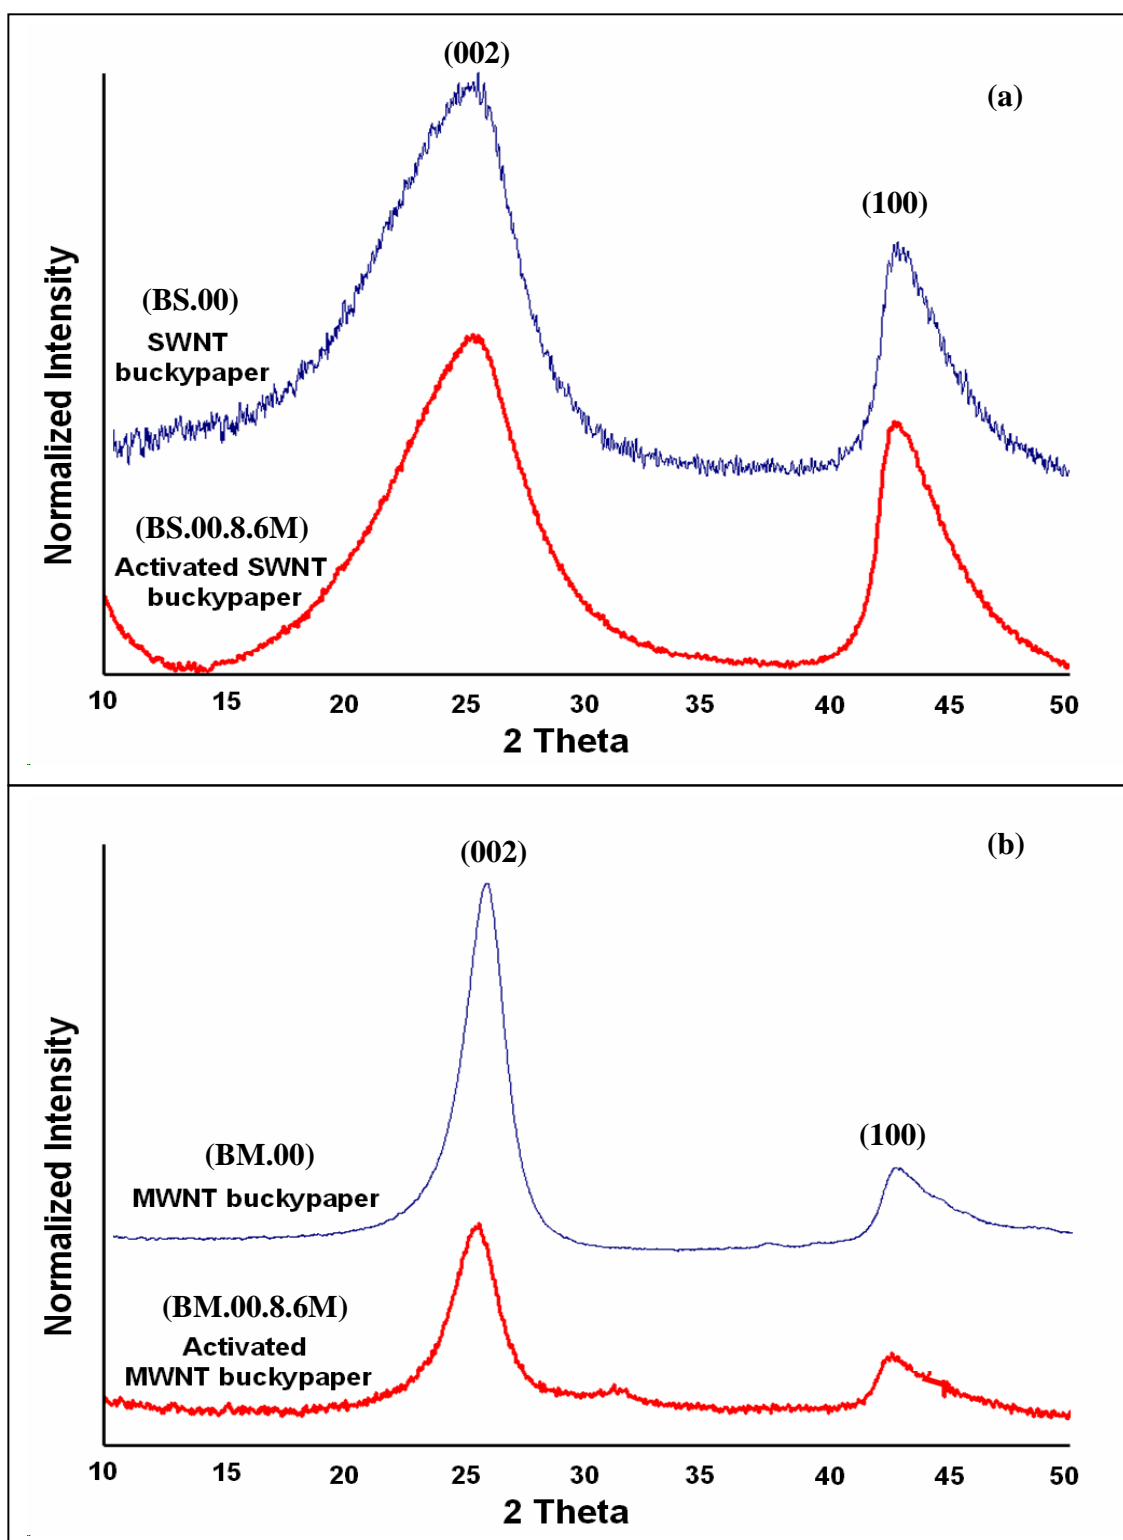 (002)
(a)
(100)
Normalized Intensity
(BS.00)
SWNT
buckypaper
(BS.00.8.6M)
Activated SWNT
buckypaper
10 15 20 25 30 35 40 45 50
2 Theta
(b)
(002)
(100)
Normalized Intensity
(BM.00)
MWNT buckypaper
(BM.00.8.6M)
Activated
MWNT buckypaper
10 15 20 25 30 35 40 45 50
2 Theta